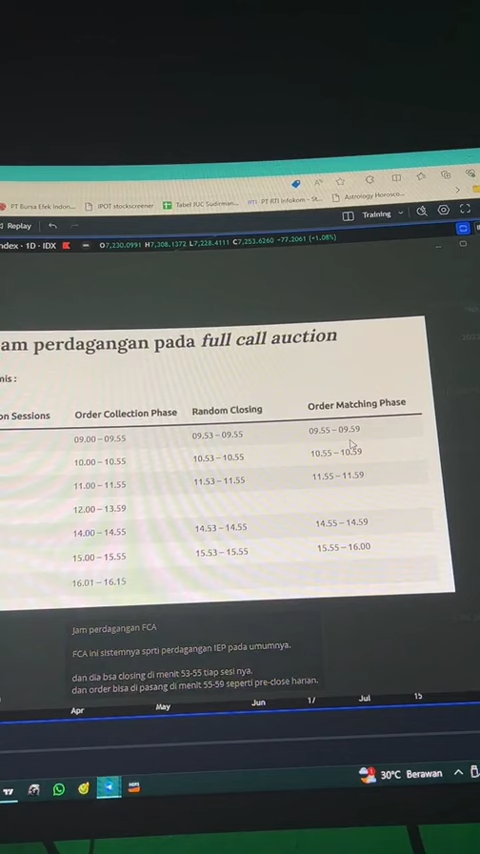 PT Bursa Efek Indon...
IPOT stockscreener
Tabel IUC Sudirman...
PT RTI Infokom - St...
Astrology Horosco...
Replay
Training
ndex · 1D · IDX
O7,230.0991 H7,308.1372 L7,228.4111 C7,253.6260 -77.2061 (-1.08%)
am perdagangan pada full call auction
nis :
on Sessions Order Collection Phase Random Closing Order Matching Phase
09.00 – 09.55 09.53 – 09.55 09.55 – 09.59
10.00 – 10.55 10.53 – 10.55 10.55 – 10.59
11.00 – 11.55 11.53 – 11.55 11.55 – 11.59
12.00 – 13.59
14.00 – 14.55 14.53 – 14.55 14.55 – 14.59
15.00 – 15.55 15.53 – 15.55 15.55 – 16.00
16.01 – 16.15
Jam perdagangan FCA
FCA ini sistemnya sprti perdagangan IEP pada umumnya.
dan dia bsa closing di menit 53-55 tiap sesi nya.
dan order bisa di pasang di menit 55-59 seperti pre-close harian.
Apr May Jun 17 Jul 15
30°C Berawan